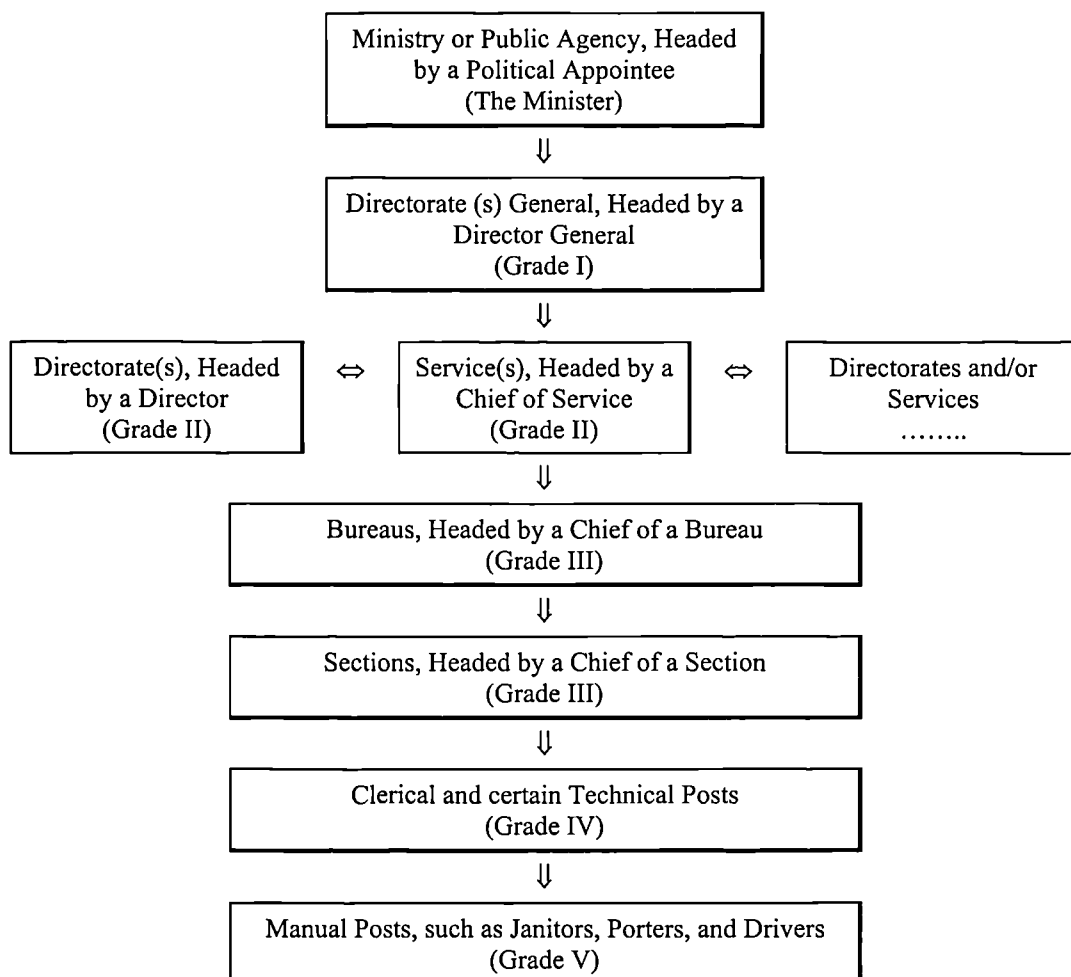 Ministry or Public Agency, Headed
by a Political Appointee
(The Minister)
⇓
Directorate (s) General, Headed by a
Director General
(Grade I)
⇓
Directorate(s), Headed
by a Director
(Grade II)
⇔
Service(s), Headed by a
Chief of Service
(Grade II)
⇔
Directorates and/or
Services
........
⇓
Bureaus, Headed by a Chief of a Bureau
(Grade III)
⇓
Sections, Headed by a Chief of a Section
(Grade III)
⇓
Clerical and certain Technical Posts
(Grade IV)
⇓
Manual Posts, such as Janitors, Porters, and Drivers
(Grade V)